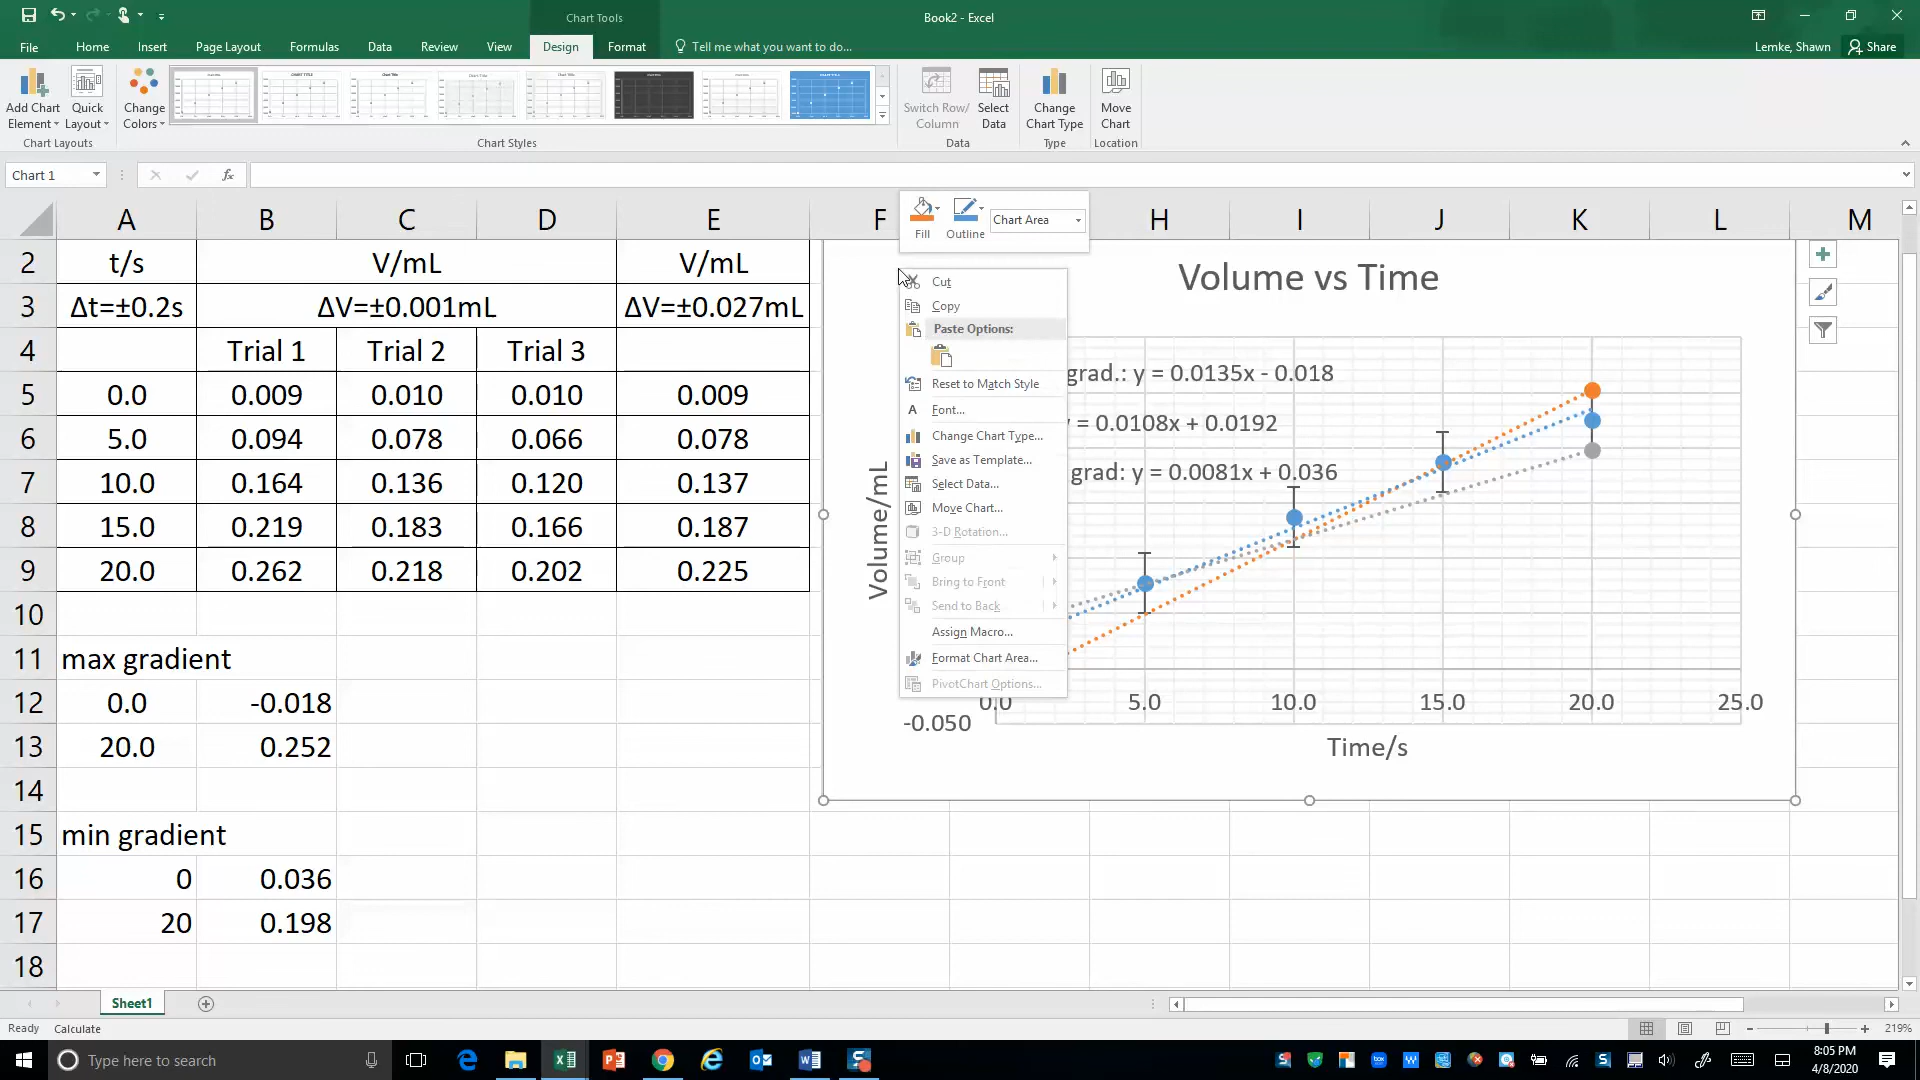 Chart Tools
Book2 - Excel
File Home Insert Page Layout Formulas Data Review View Design Format Tell me what you want to do... Lemke, Shawn Share
Add Chart Element
Quick Layout
Change Colors
Switch Row/ Column
Select Data
Change Chart Type
Move Chart
Chart Layouts Chart Styles Data Type Location
Chart 1 fx
Fill Outline Chart Area
A B C D E F H I J K L M
2 t/s V/mL V/mL
3 Δt=±0.2s ΔV=±0.001mL ΔV=±0.027mL
4 Trial 1 Trial 2 Trial 3
5 0.0 0.009 0.010 0.010 0.009
6 5.0 0.094 0.078 0.066 0.078
7 10.0 0.164 0.136 0.120 0.137
8 15.0 0.219 0.183 0.166 0.187
9 20.0 0.262 0.218 0.202 0.225
10
11 max gradient
12 0.0 -0.018
13 20.0 0.252
14
15 min gradient
16 0 0.036
17 20 0.198
18
Cut
Copy
Paste Options:
Reset to Match Style
Font...
Change Chart Type...
Save as Template...
Select Data...
Move Chart...
3-D Rotation...
Group
Bring to Front
Send to Back
Assign Macro...
Format Chart Area...
PivotChart Options...
Volume vs Time
grad.: y = 0.0135x - 0.018
= 0.0108x + 0.0192
grad: y = 0.0081x + 0.036
Volume/mL
0.0 5.0 10.0 15.0 20.0 25.0
-0.050
Time/s
Sheet1
Ready Calculate 219%
Type here to search
8:05 PM
4/8/2020